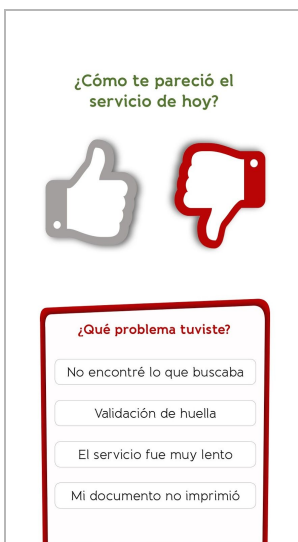 ¿Cómo te pareció el
servicio de hoy?
¿Qué problema tuviste?
No encontré lo que buscaba
Validación de huella
El servicio fue muy lento
Mi documento no imprimió